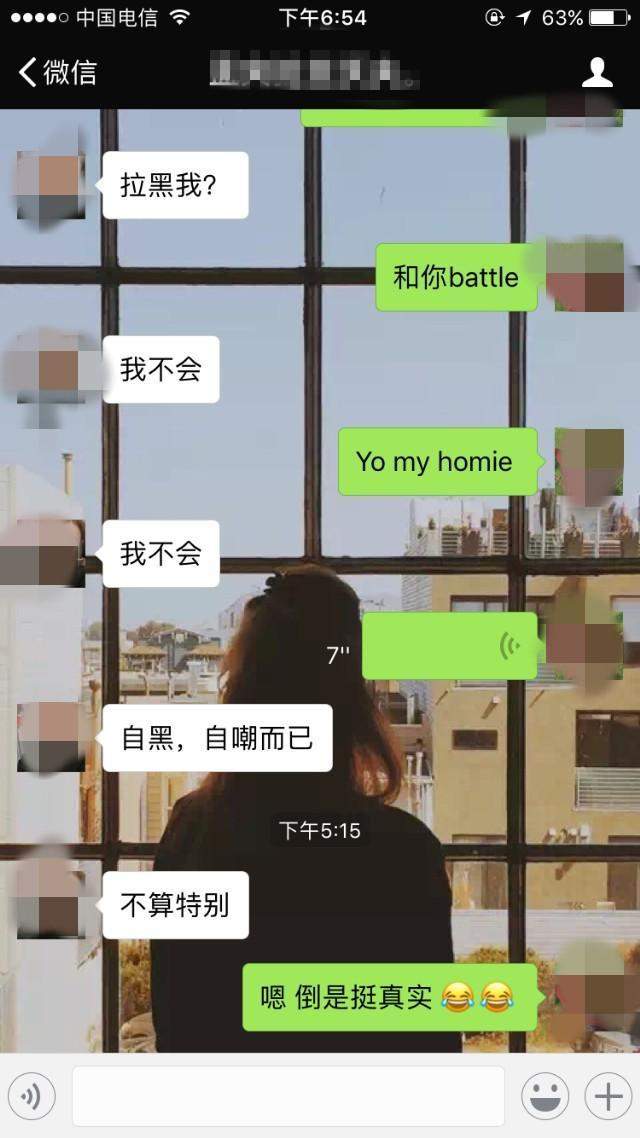 中国电信
下午6:54
63%
微信
拉黑我？
和你battle
我不会
Yo my homie
我不会
7"
自黑，自嘲而已
下午5:15
不算特别
嗯 倒是挺真实😂😂